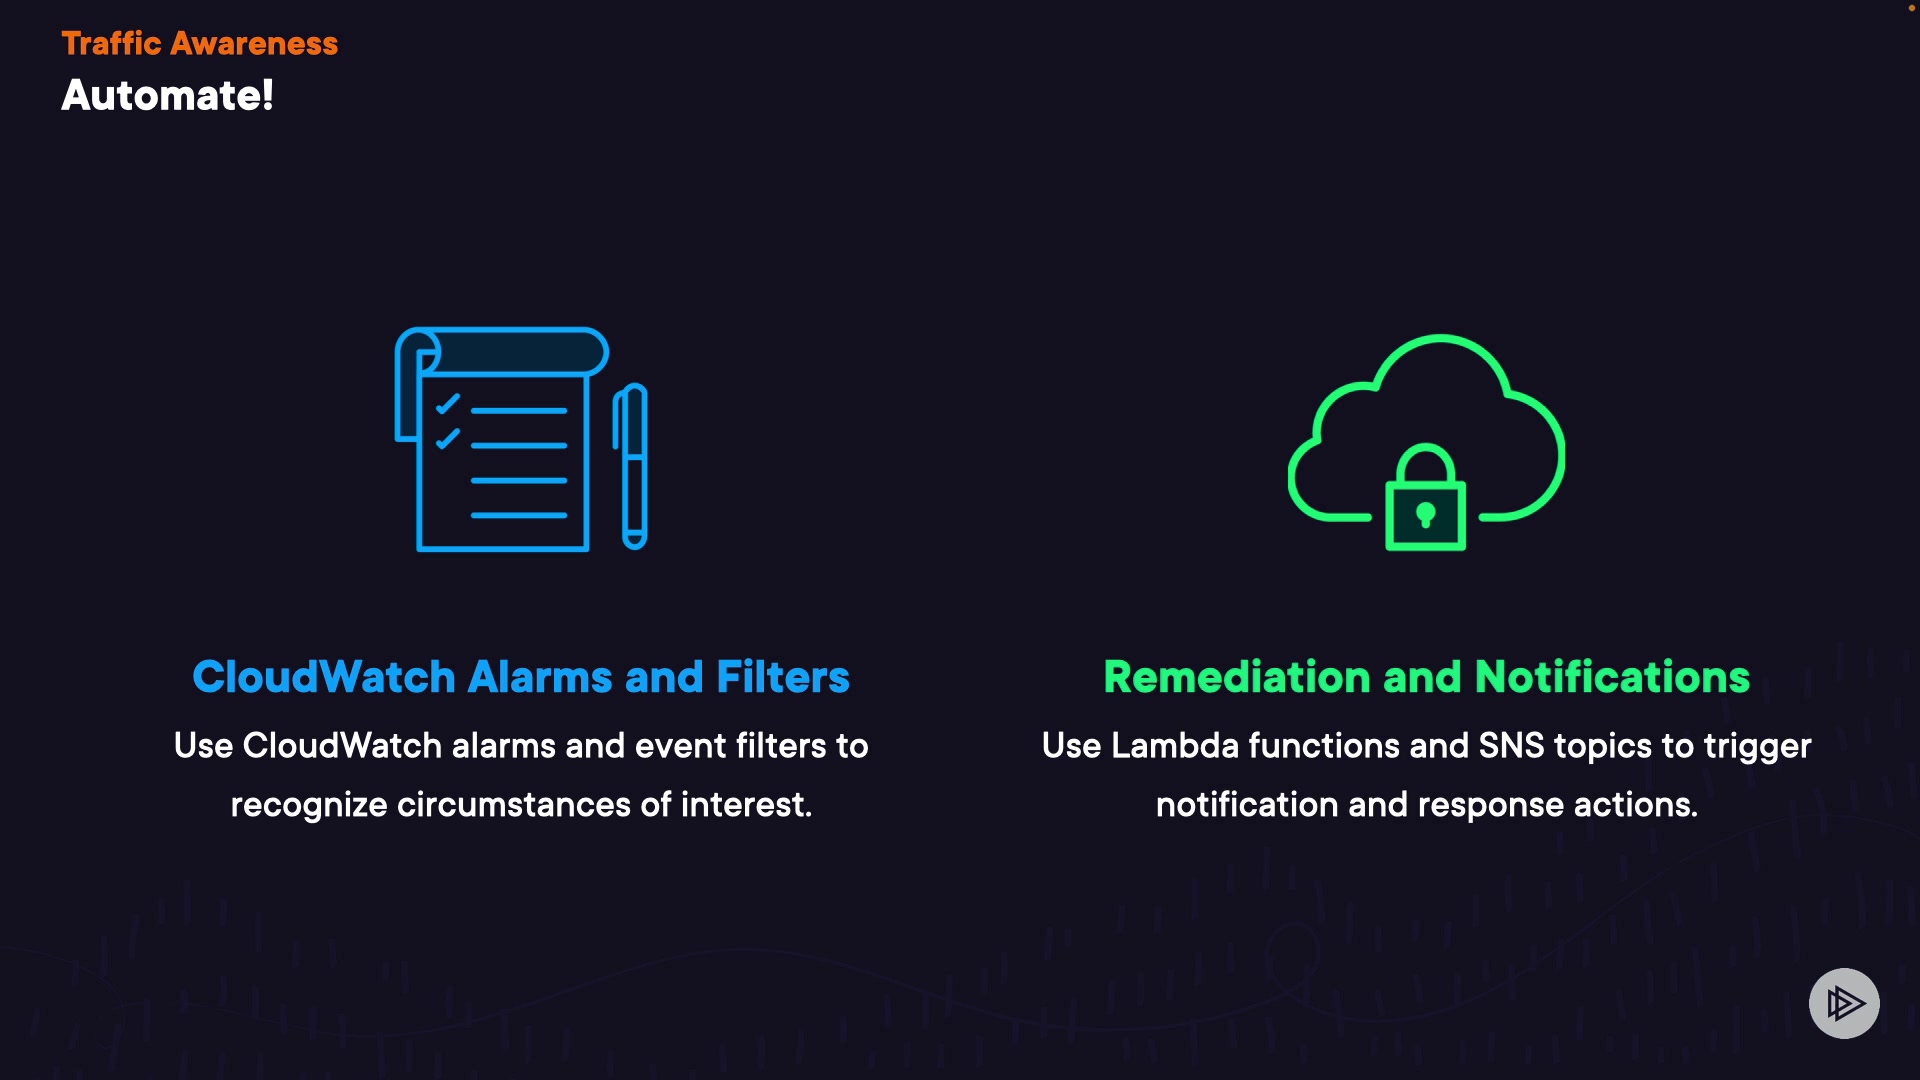 Traffic Awareness
Automate!
CloudWatch Alarms and Filters
Use CloudWatch alarms and event filters to
recognize circumstances of interest.
Remediation and Notifications
Use Lambda functions and SNS topics to trigger
notification and response actions.